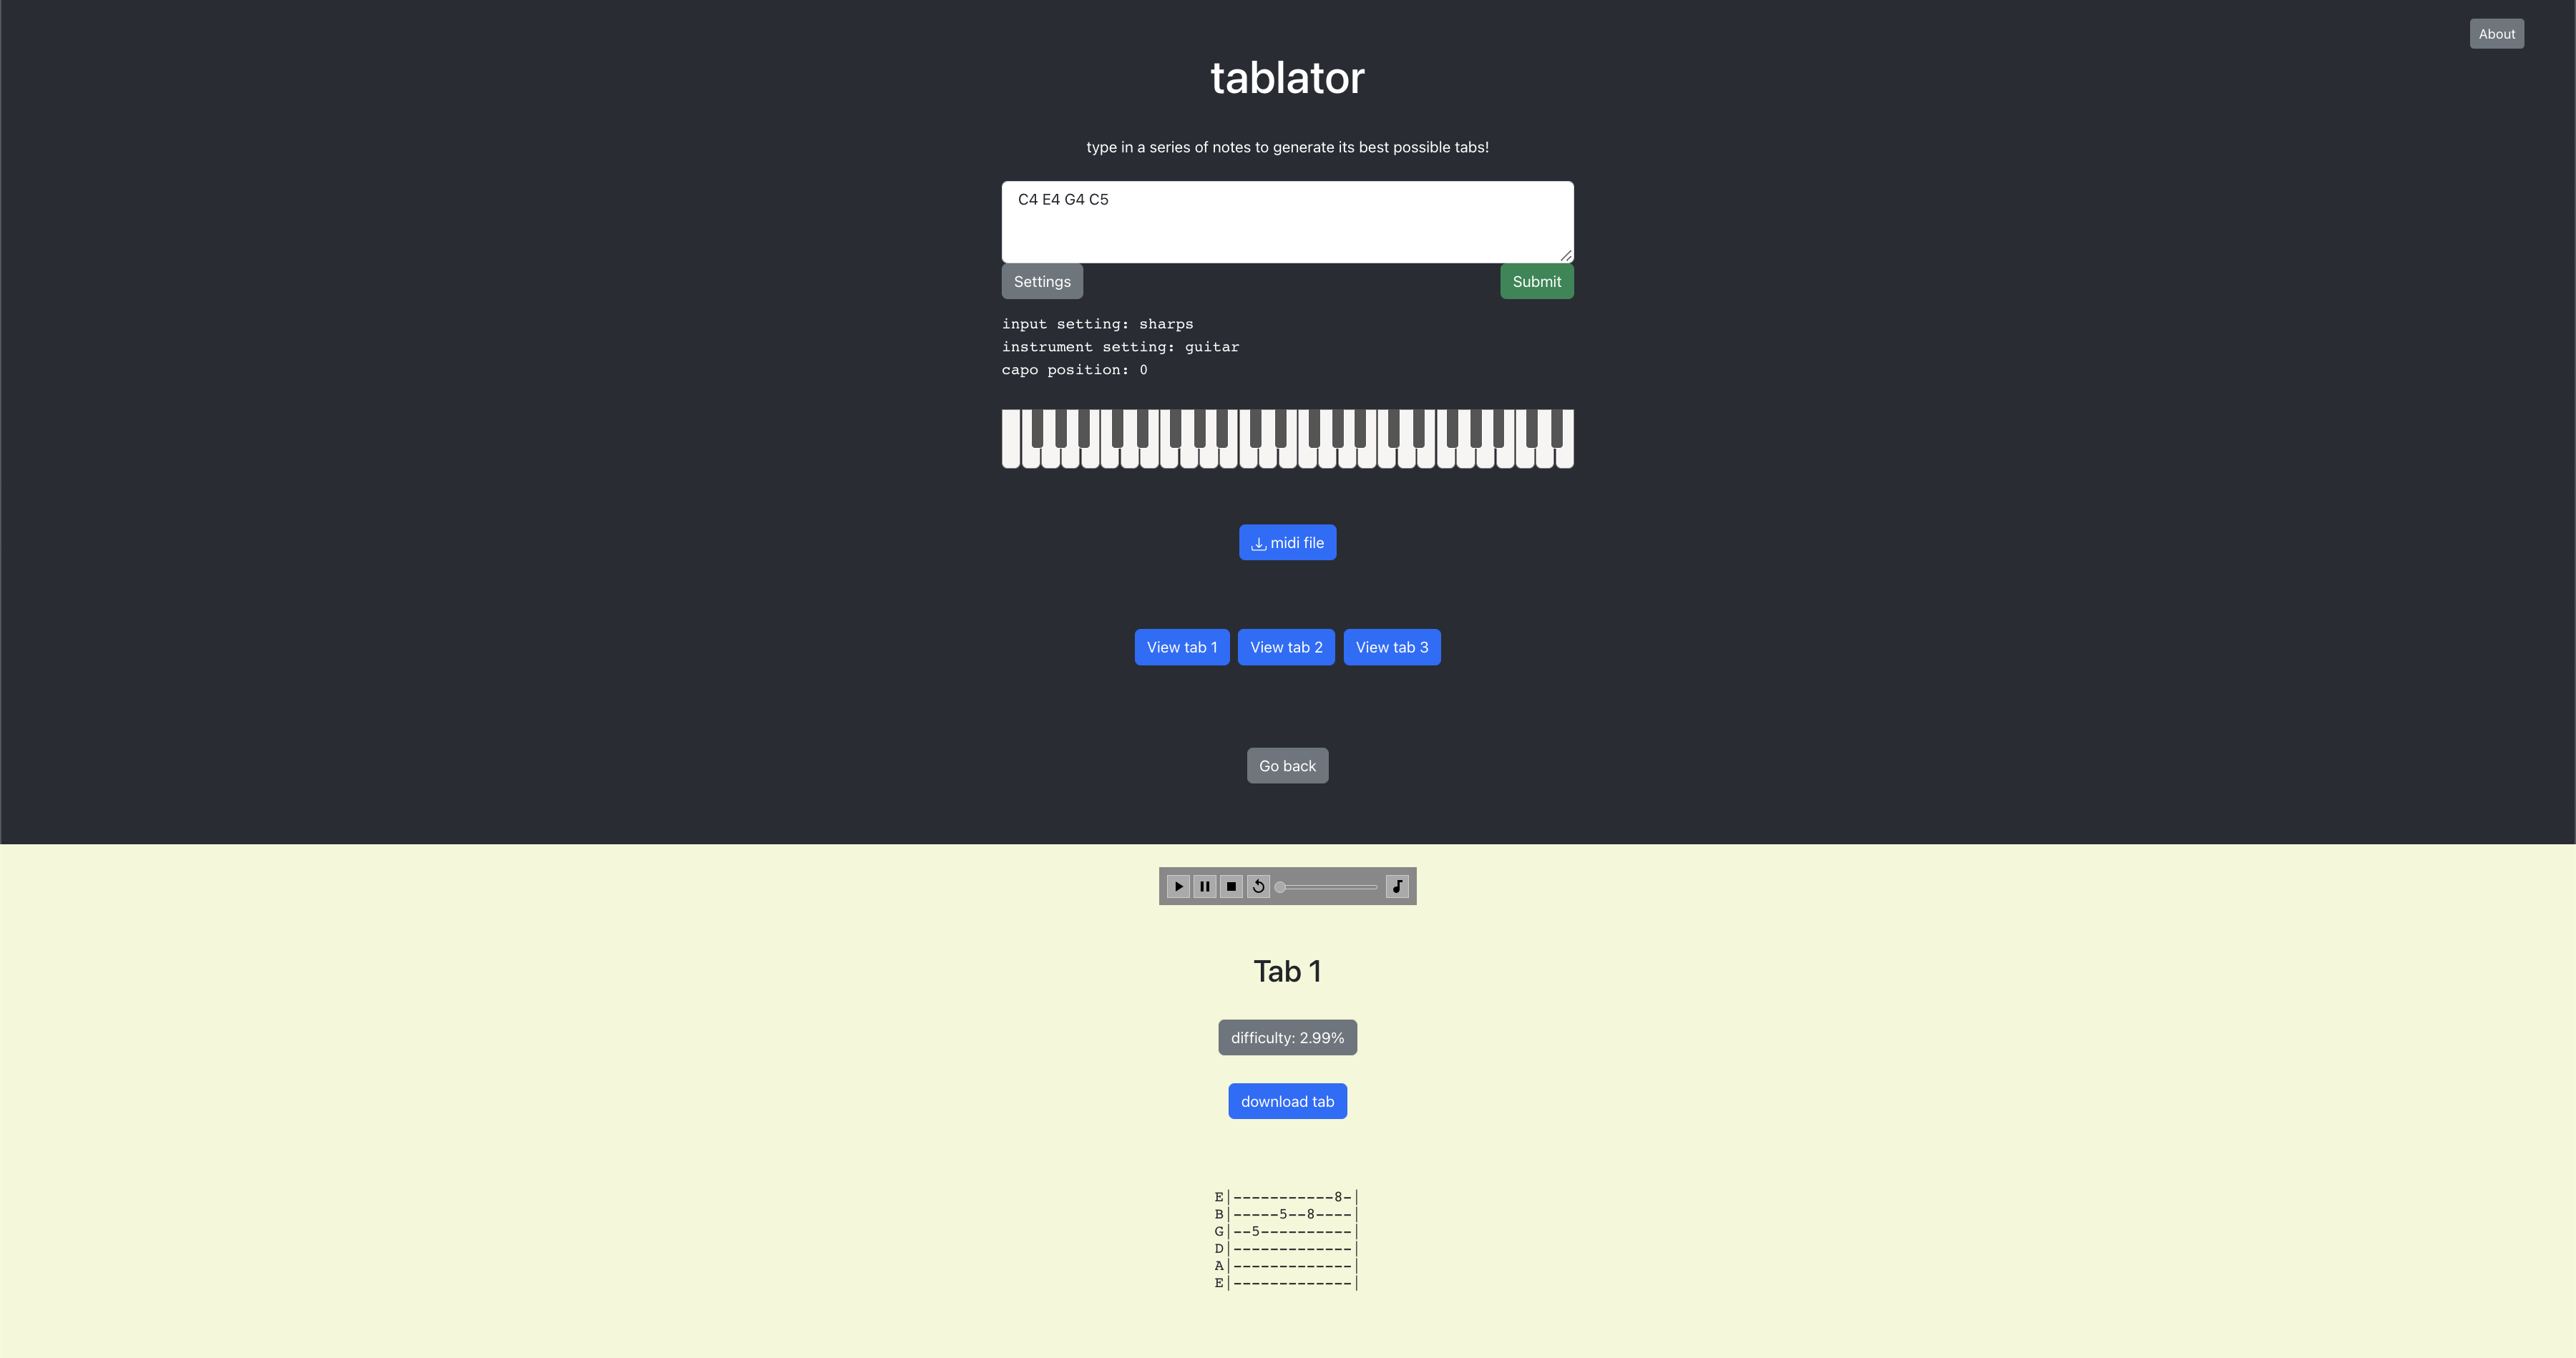 About
tablator
type in a series of notes to generate its best possible tabs!
C4 E4 G4 C5
Settings Submit
input setting: sharps
instrument setting: guitar
capo position: 0
midi file
View tab 1 View tab 2 View tab 3
Go back
Tab 1
difficulty: 2.99%
download tab
E|-----------8-|
B|-----5--8----|
G|--5----------|
D|-------------|
A|-------------|
E|-------------|